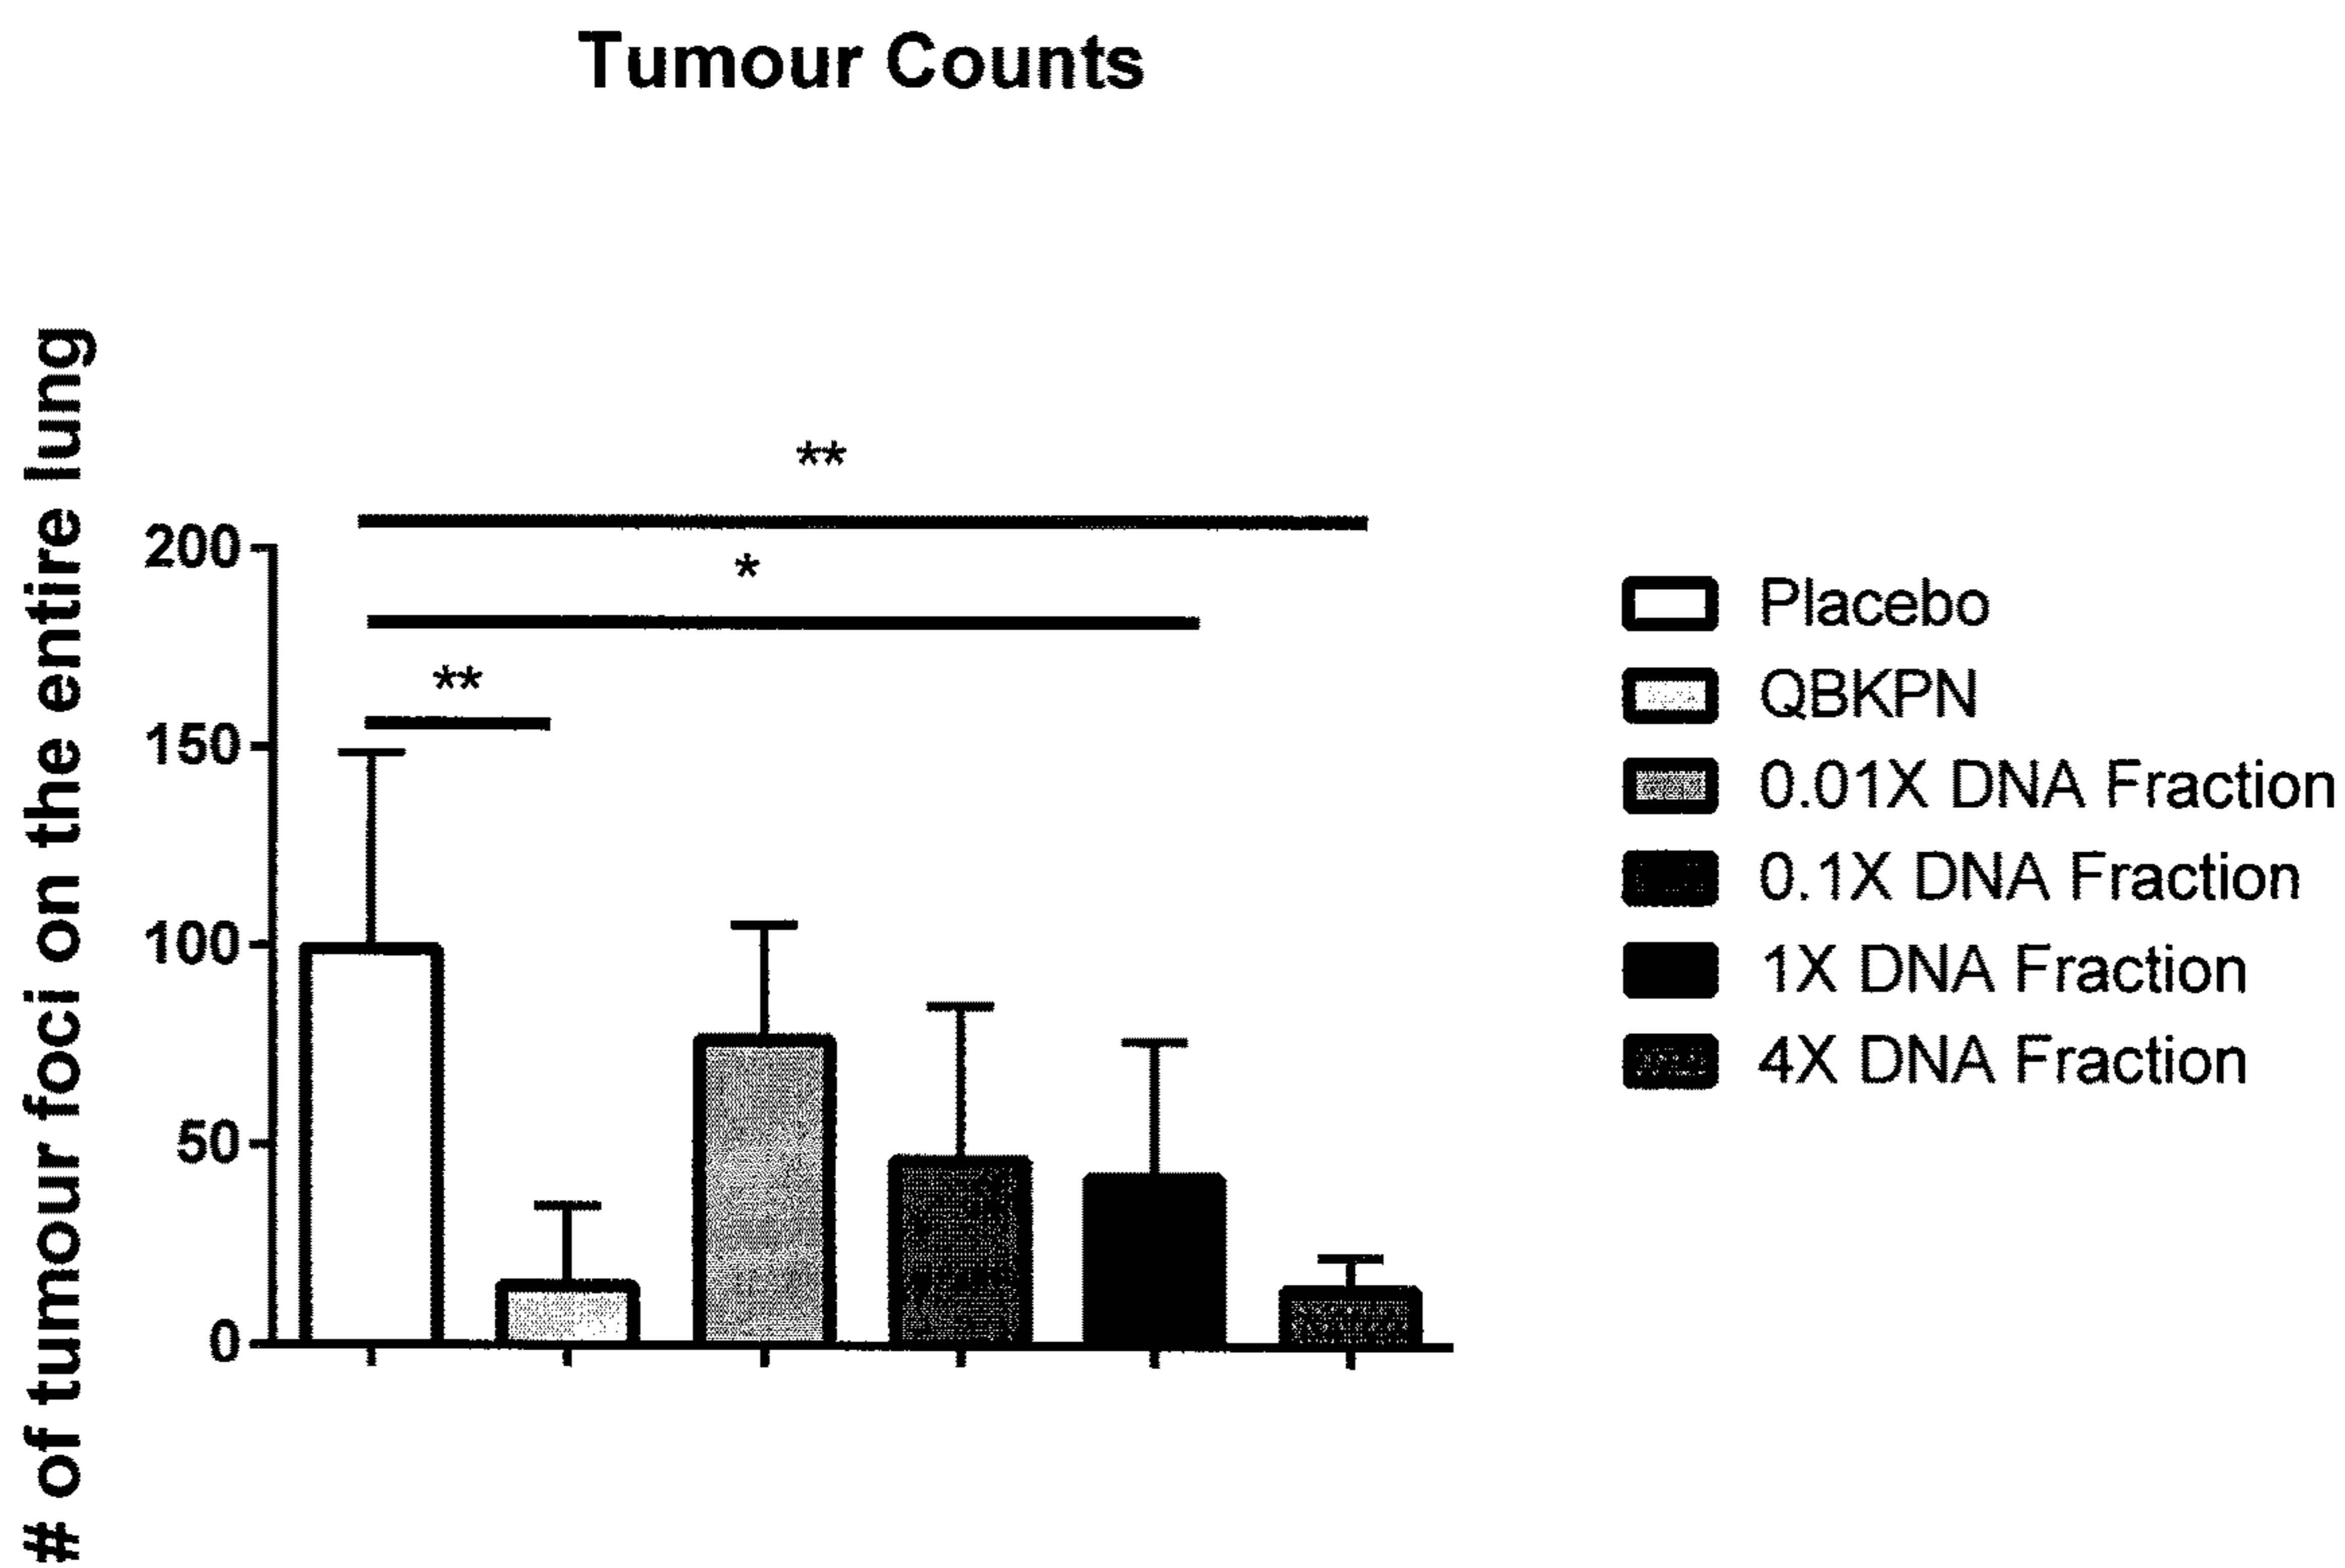 Tumour Counts
# of tumour foci on the entire lung
200
150
100
50
0
**
*
**
Placebo
QBKPN
0.01X DNA Fraction
0.1X DNA Fraction
1X DNA Fraction
4X DNA Fraction